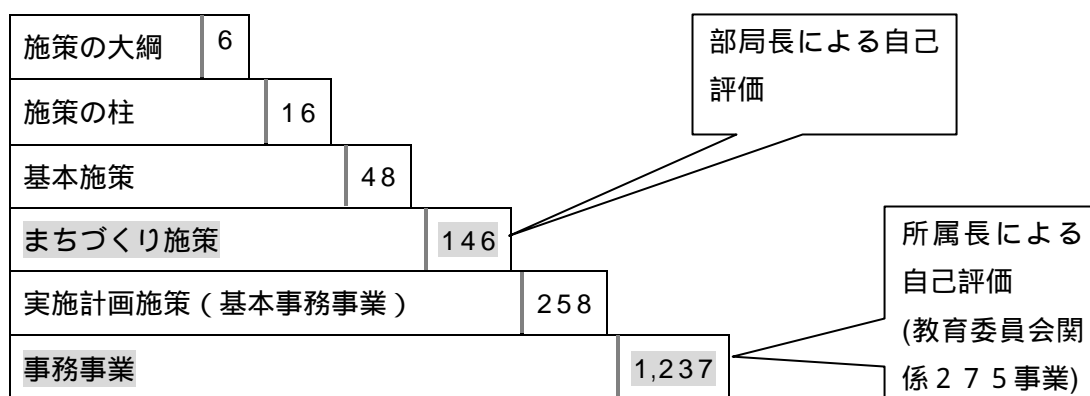 施策の大綱 6
施策の柱 16
基本施策 48
まちづくり施策 146
実施計画施策(基本事務事業) 258
事務事業 1,237
部局長による自己
評価
所属長による
自己評価
(教育委員会関
係275事業)